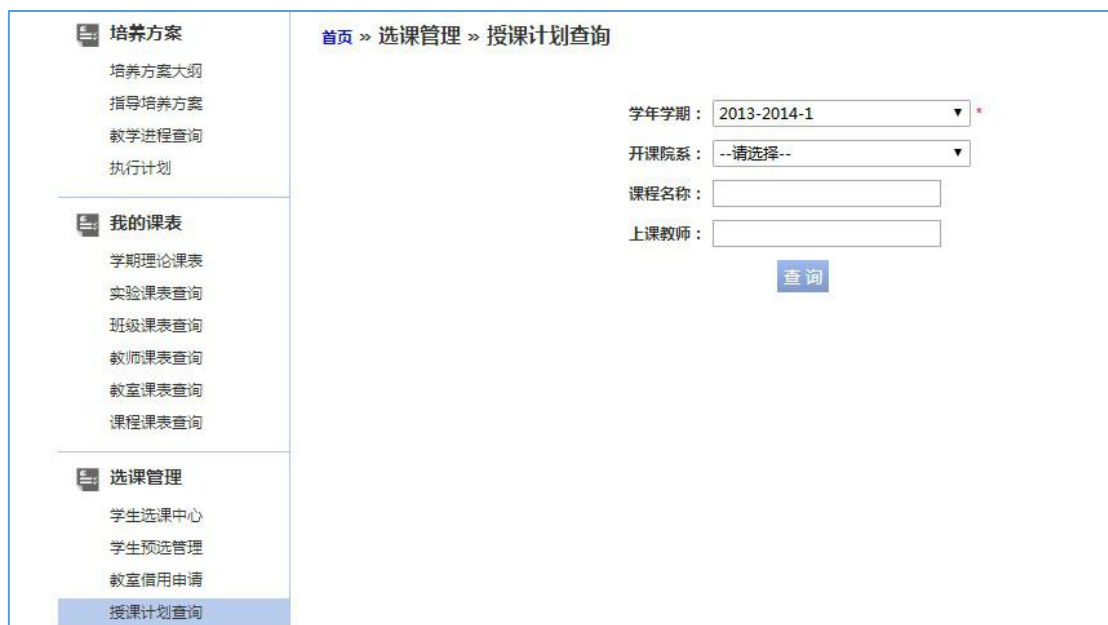 培养方案
培养方案大纲
指导培养方案
教学进程查询
执行计划
我的课表
学期理论课表
实验课表查询
班级课表查询
教师课表查询
教室课表查询
课程课表查询
选课管理
学生选课中心
学生预选管理
教室借用申请
授课计划查询
首页 » 选课管理 » 授课计划查询
学年学期： 2013-2014-1 *
开课院系： --请选择--
课程名称：
上课教师：
查 询